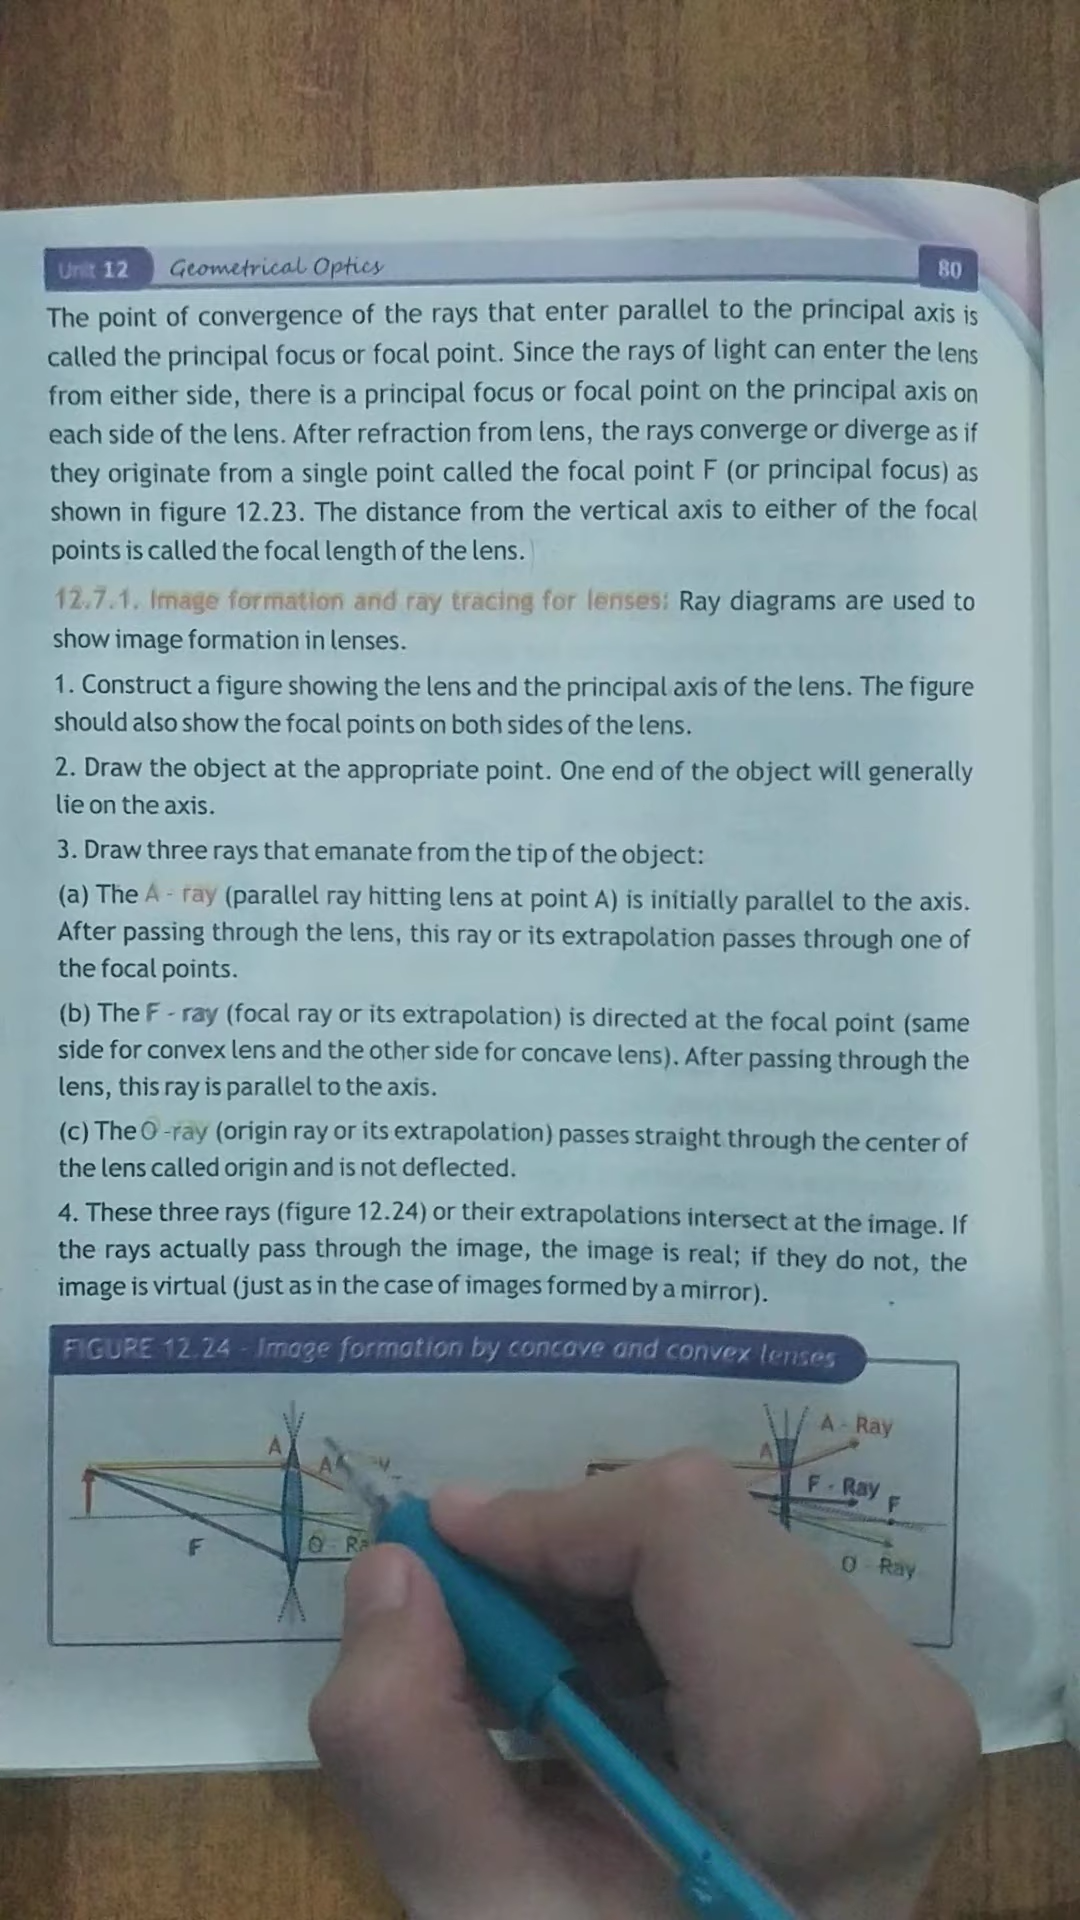 Unit 12 Geometrical Optics 80
The point of convergence of the rays that enter parallel to the principal axis is
called the principal focus or focal point. Since the rays of light can enter the lens
from either side, there is a principal focus or focal point on the principal axis on
each side of the lens. After refraction from lens, the rays converge or diverge as if
they originate from a single point called the focal point F (or principal focus) as
shown in figure 12.23. The distance from the vertical axis to either of the focal
points is called the focal length of the lens.
12.7.1. Image formation and ray tracing for lenses: Ray diagrams are used to
show image formation in lenses.
1. Construct a figure showing the lens and the principal axis of the lens. The figure
should also show the focal points on both sides of the lens.
2. Draw the object at the appropriate point. One end of the object will generally
lie on the axis.
3. Draw three rays that emanate from the tip of the object:
(a) The A - ray (parallel ray hitting lens at point A) is initially parallel to the axis.
After passing through the lens, this ray or its extrapolation passes through one of
the focal points.
(b) The F - ray (focal ray or its extrapolation) is directed at the focal point (same
side for convex lens and the other side for concave lens). After passing through the
lens, this ray is parallel to the axis.
(c) The O -ray (origin ray or its extrapolation) passes straight through the center of
the lens called origin and is not deflected.
4. These three rays (figure 12.24) or their extrapolations intersect at the image. If
the rays actually pass through the image, the image is real; if they do not, the
image is virtual (just as in the case of images formed by a mirror).
FIGURE 12.24 - Image formation by concave and convex lenses
A
A
F
O - Ra
A - Ray
A
F - Ray
F
O - Ray